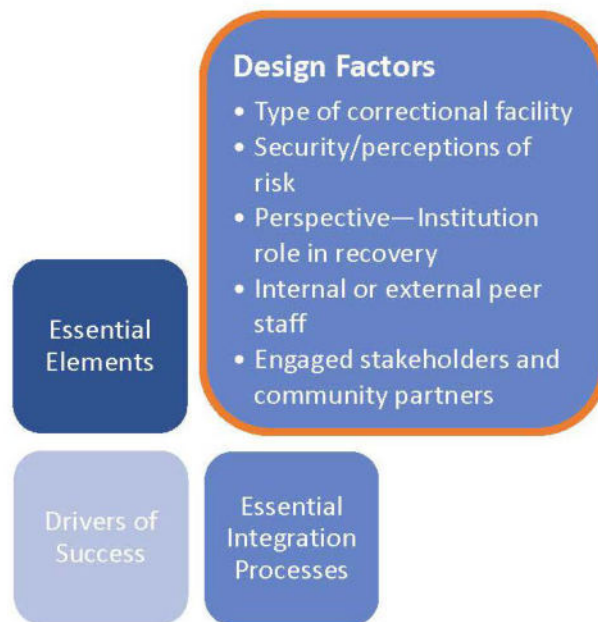 Design Factors
• Type of correctional facility
• Security/perceptions of
risk
• Perspective—Institution
role in recovery
• Internal or external peer
staff
• Engaged stakeholders and
community partners
Essential
Elements
Drivers of
Success
Essential
Integration
Processes